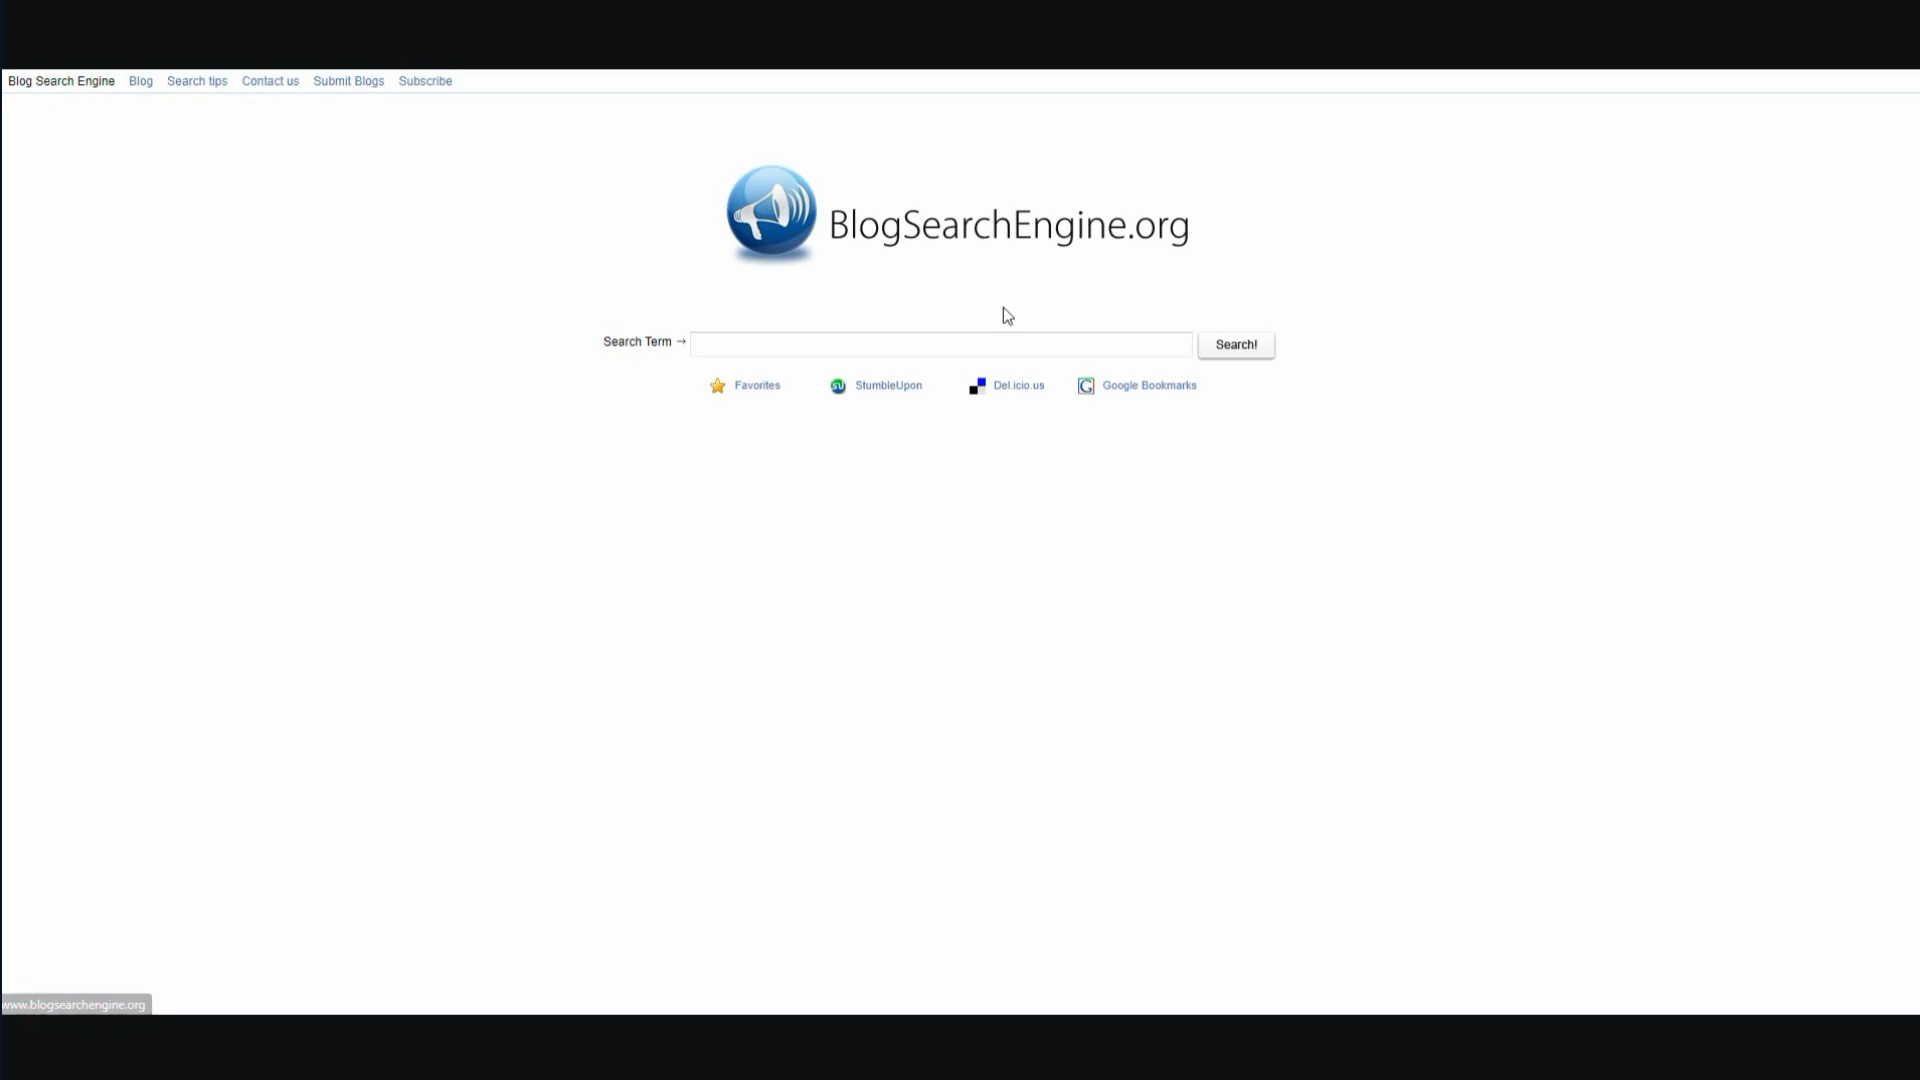 Blog Search Engine Blog Search tips Contact us Submit Blogs Subscribe
BlogSearchEngine.org
Search Term → Search!
Favorites StumbleUpon Del.icio.us Google Bookmarks
www.blogsearchengine.org